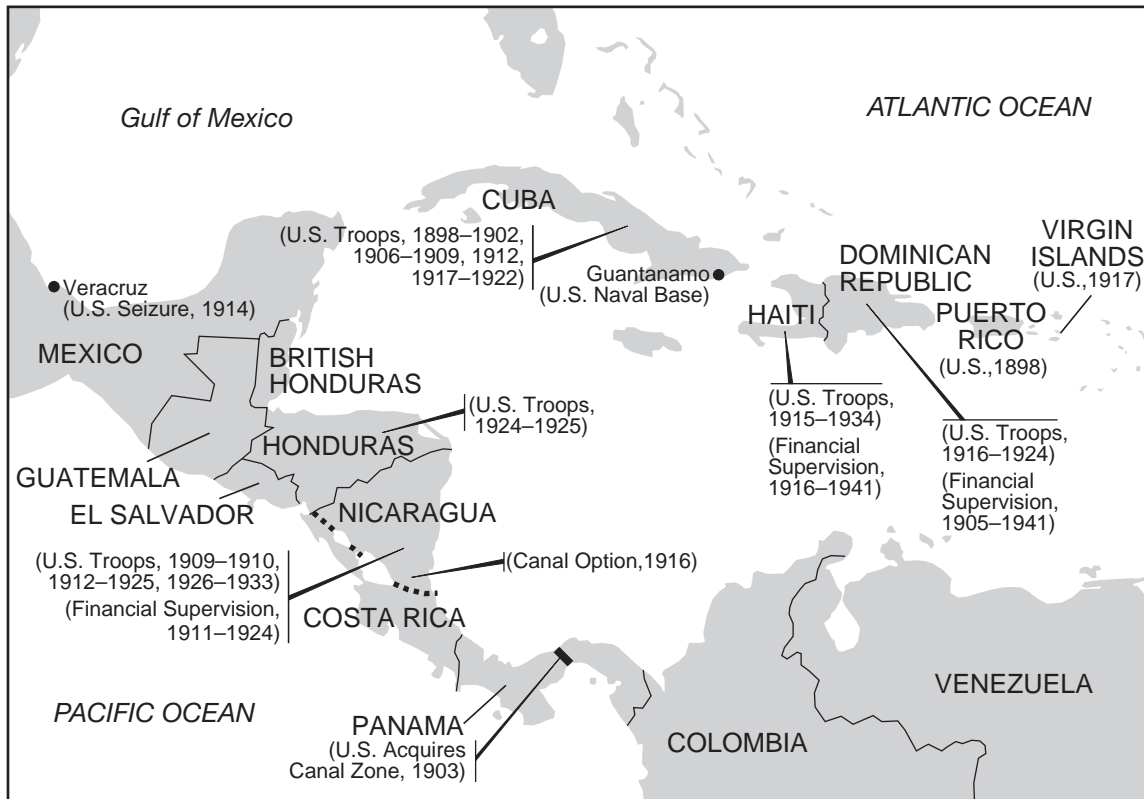 Gulf of Mexico
ATLANTIC OCEAN
CUBA
(U.S. Troops, 1898–1902,
1906–1909, 1912,
1917–1922)
Guantanamo
(U.S. Naval Base)
VIRGIN
ISLANDS
(U.S.,1917)
DOMINICAN
REPUBLIC
Veracruz
(U.S. Seizure, 1914)
HAITI
PUERTO
RICO
(U.S.,1898)
MEXICO
BRITISH
HONDURAS
(U.S. Troops,
1924–1925)
(U.S. Troops,
1915–1934)
(Financial
Supervision,
1916–1941)
(U.S. Troops,
1916–1924)
(Financial
Supervision,
1905–1941)
HONDURAS
GUATEMALA
EL SALVADOR
NICARAGUA
(U.S. Troops, 1909–1910,
1912–1925, 1926–1933)
(Financial Supervision,
1911–1924)
(Canal Option,1916)
COSTA RICA
VENEZUELA
PACIFIC OCEAN
PANAMA
(U.S. Acquires
Canal Zone, 1903)
COLOMBIA